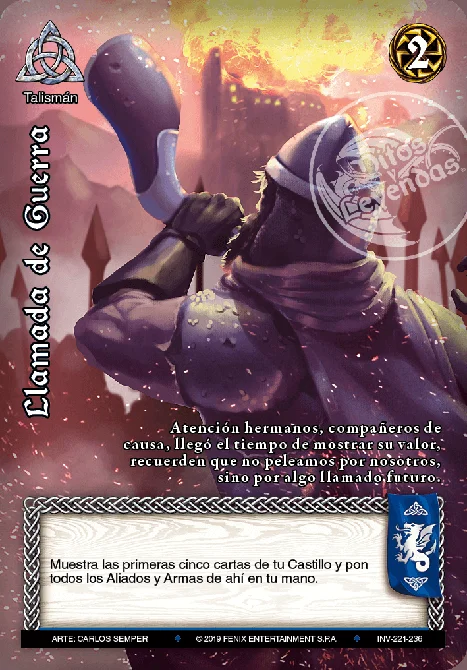 2
Talismán
Llamada de Guerra
Mitos y
Leyendas
Atención hermanos, compañeros de
causa, llegó el tiempo de mostrar su valor,
recuerden que no peleamos por nosotros,
sino por algo llamado futuro.
Muestra las primeras cinco cartas de tu Castillo y pon
todos los Aliados y Armas de ahí en tu mano.
ARTE: CARLOS SEMPER © 2019 FENIX ENTERTAINMENT S.P.A INV-221-236